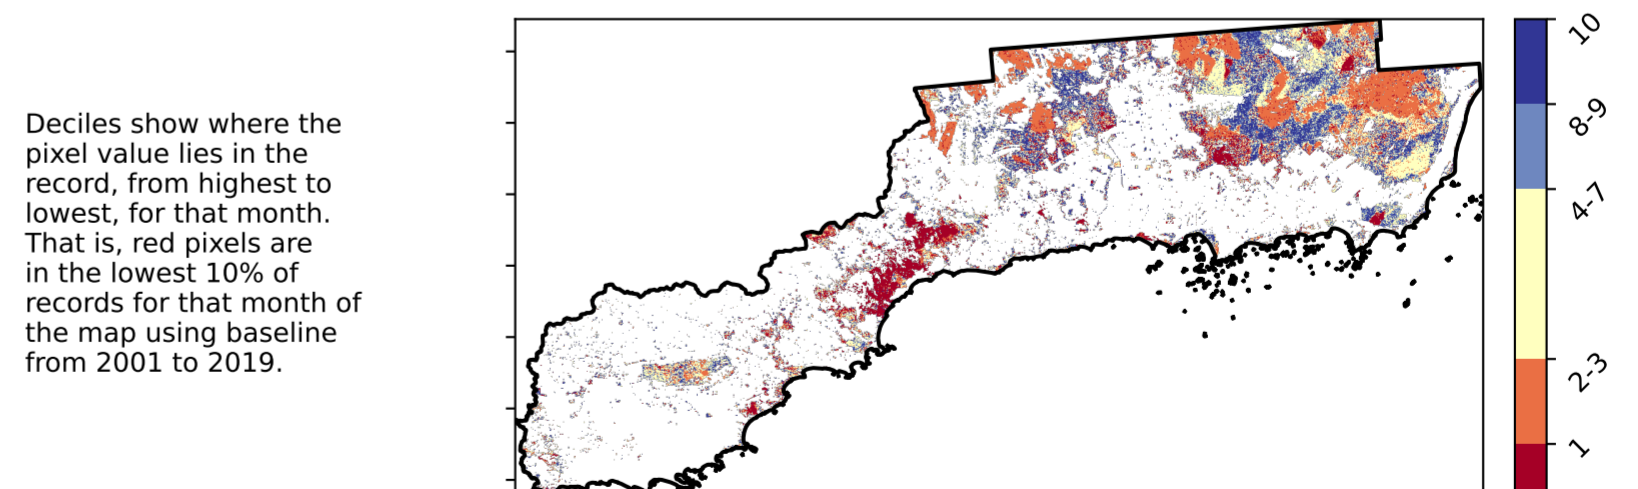 Deciles show where the
pixel value lies in the
record, from highest to
lowest, for that month.
That is, red pixels are
in the lowest 10% of
records for that month of
the map using baseline
from 2001 to 2019.
10
8-9
4-7
2-3
1